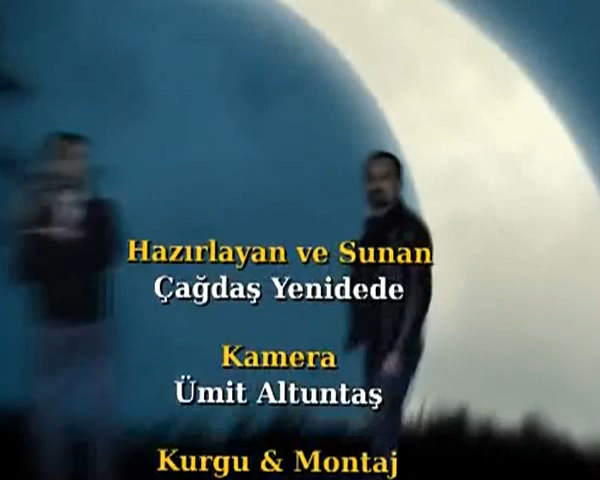 Hazırlayan ve Sunan
Çağdaş Yenidede
Kamera
Ümit Altuntaş
Kurgu & Montaj